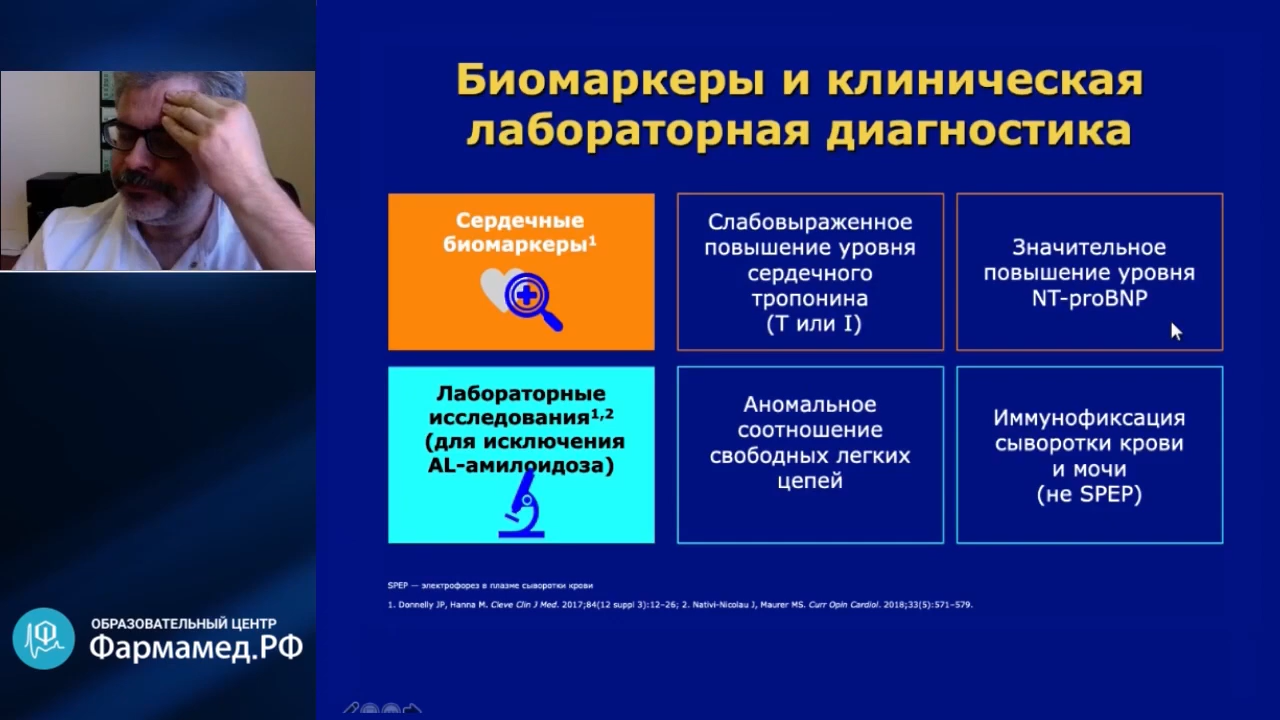 Биомаркеры и клиническая
лабораторная диагностика
Сердечные
биомаркеры¹
Слабовыраженное
повышение уровня
сердечного
тропонина
(T или I)
Значительное
повышение уровня
NT-proBNP
Лабораторные
исследования¹,²
(для исключения
AL-амилоидоза)
Аномальное
соотношение
свободных легких
цепей
Иммунофиксация
сыворотки крови
и мочи
(не SPEP)
SPEP — электрофорез в плазме сыворотки крови
1. Donnelly JP, Hanna M. Cleve Clin J Med. 2017;84(12 suppl 3):12–26; 2. Nativi-Nicolau J, Maurer MS. Curr Opin Cardiol. 2018;33(5):571–579.
ОБРАЗОВАТЕЛЬНЫЙ ЦЕНТР
Фармамед.РФ